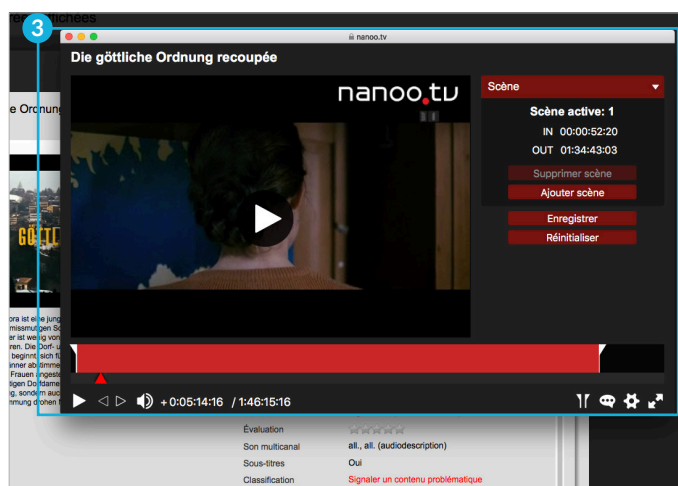 3
nanoo.tv
Die göttliche Ordnung recoupée
nanoo.tv
Scène
Scène active: 1
IN 00:00:52:20
OUT 01:34:43:03
Supprimer scène
Ajouter scène
Enregistrer
Réinitialiser
+ 0:05:14:16 / 1:46:15:16
Évaluation
Son multicanal all., all. (audiodescription)
Sous-titres Oui
Classification Signaler un contenu problématique